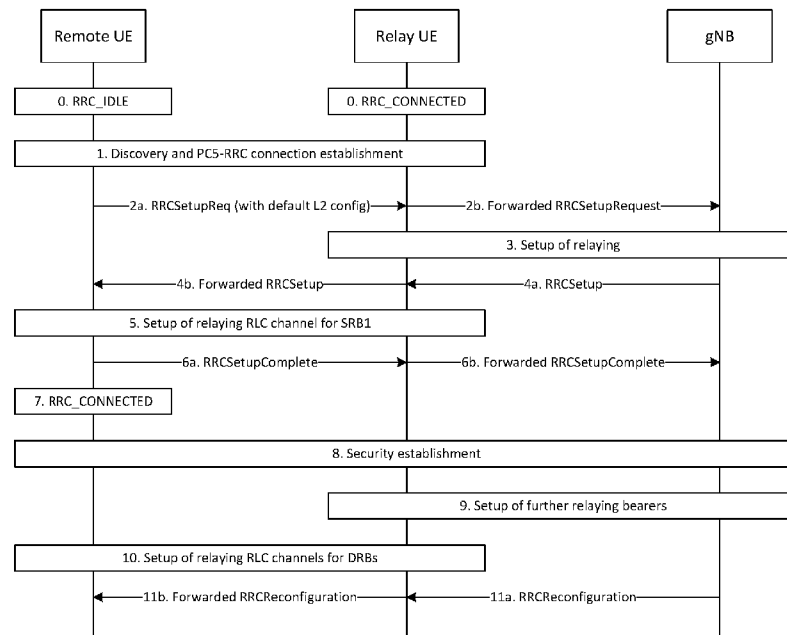 Remote UE
Relay UE
gNB
0. RRC_IDLE
0. RRC_CONNECTED
1. Discovery and PC5-RRC connection establishment
2a. RRCSetupReq (with default L2 config)
2b. Forwarded RRCSetupRequest
3. Setup of relaying
4b. Forwarded RRCSetup
4a. RRCSetup
5. Setup of relaying RLC channel for SRB1
6a. RRCSetupComplete
6b. Forwarded RRCSetupComplete
7. RRC_CONNECTED
8. Security establishment
9. Setup of further relaying bearers
10. Setup of relaying RLC channels for DRBs
11b. Forwarded RRCReconfiguration
11a. RRCReconfiguration